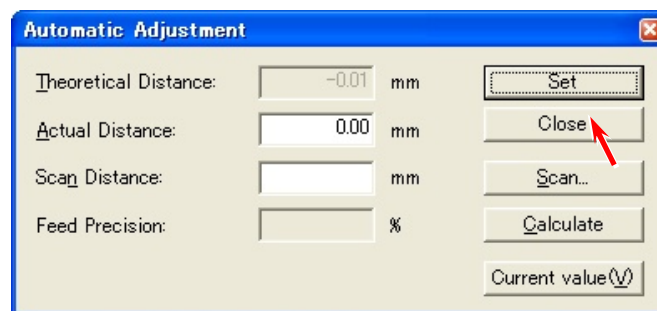 Automatic Adjustment
Theoretical Distance: -0.01 mm Set
Actual Distance: 0.00 mm Close
Scan Distance: mm Scan...
Feed Precision: % Calculate
Current value(V)